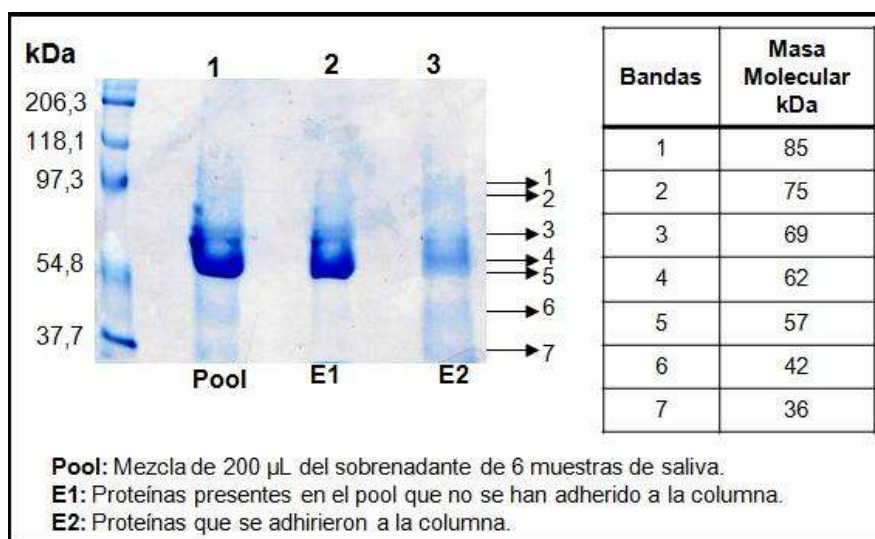 kDa
1 2 3
206,3
118,1
97,3
54,8
37,7
1
2
3
4
5
6
7
Pool E1 E2
Bandas Masa Molecular kDa
1 85
2 75
3 69
4 62
5 57
6 42
7 36
Pool: Mezcla de 200 µL del sobrenadante de 6 muestras de saliva.
E1: Proteínas presentes en el pool que no se han adherido a la columna.
E2: Proteínas que se adhirieron a la columna.